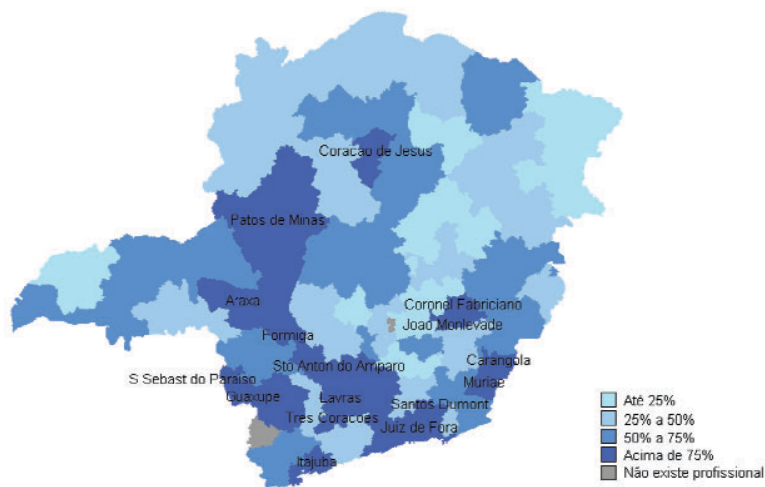 Coracao de Jesus
Patos de Minas
Araxa
Coronel Fabriciano
Joao Monlevade
Formiga
Sto Anton do Amparo
Carangola
S Sebast do Paraiso
Muriae
Guaxupe
Lavras
Santos Dumont
Tres Coracoes
Juiz de Fora
Itajuba
Até 25%
25% a 50%
50% a 75%
Acima de 75%
Não existe profissional